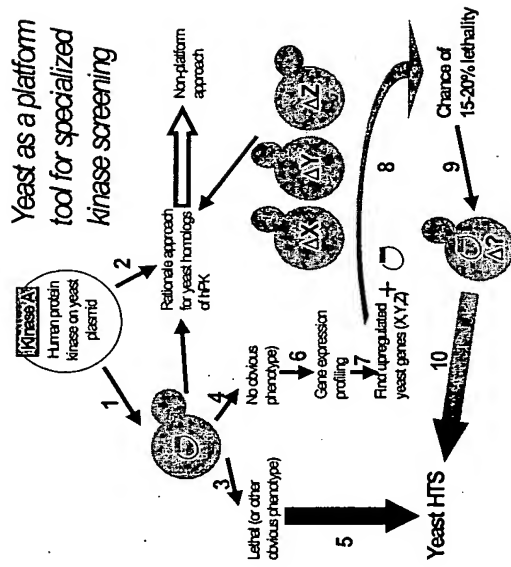 Yeast as a platform
tool for specialized
kinase screening
Kinase A
Human protein
kinase on yeast
plasmid
1
2
Rationale approach
for yeast homologs
of hPK
Non-platform
approach
3
4
Lethal (or other
obvious phenotype)
No obvious
phenotype)
6
Gene expression
profiling
7
Find upregulated
yeast genes (X,Y,Z)
+
ΔX
ΔY
ΔZ
8
Chance of
15-20% lethality
9
Δ?
5
10
Yeast HTS